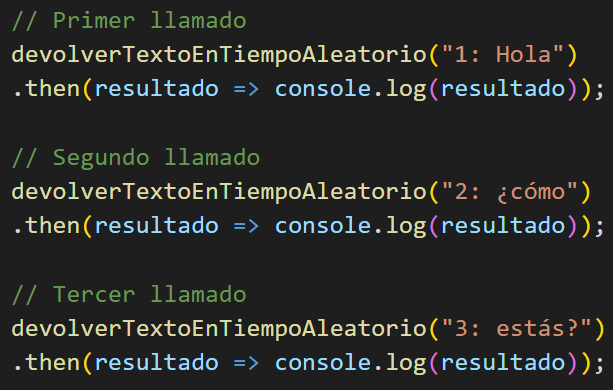 // Primer llamado
devolverTextoEnTiempoAleatorio("1: Hola")
.then(resultado => console.log(resultado));
// Segundo llamado
devolverTextoEnTiempoAleatorio("2: ¿cómo")
.then(resultado => console.log(resultado));
// Tercer llamado
devolverTextoEnTiempoAleatorio("3: estás?")
.then(resultado => console.log(resultado));